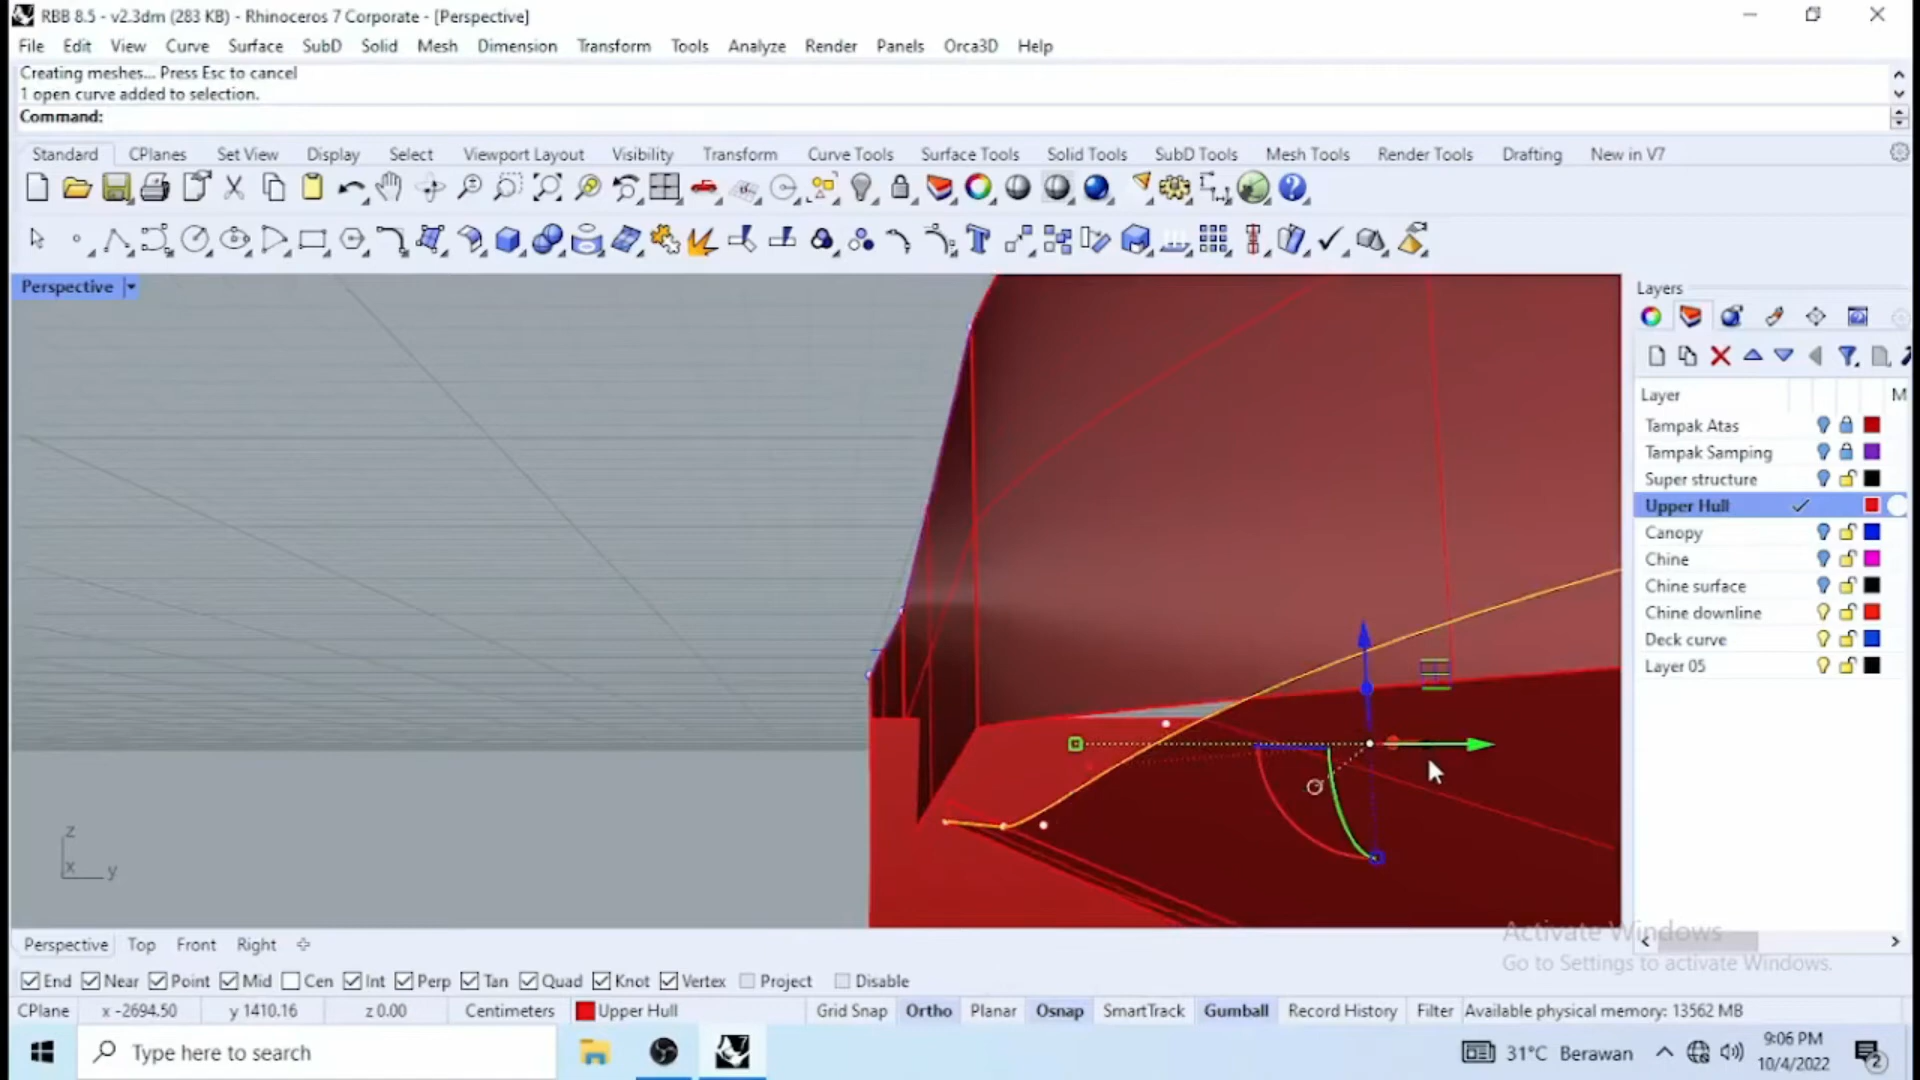 RBB 8.5 - v2.3dm (283 KB) - Rhinoceros 7 Corporate - [Perspective]
File Edit View Curve Surface SubD Solid Mesh Dimension Transform Tools Analyze Render Panels Orca3D Help
Creating meshes... Press Esc to cancel
1 open curve added to selection.
Command:
Standard CPlanes Set View Display Select Viewport Layout Visibility Transform Curve Tools Surface Tools Solid Tools SubD Tools Mesh Tools Render Tools Drafting New in V7
Perspective
Layers
Layer M
Tampak Atas
Tampak Samping
Super structure
Upper Hull
Canopy
Chine
Chine surface
Chine downline
Deck curve
Layer 05
z
x y
Activate Windows
Go to Settings to activate Windows.
Perspective Top Front Right
End Near Point Mid Cen Int Perp Tan Quad Knot Vertex Project Disable
CPlane x -2694.50 y 1410.16 z 0.00 Centimeters Upper Hull Grid Snap Ortho Planar Osnap SmartTrack Gumball Record History Filter Available physical memory: 13562 MB
Type here to search
31°C Berawan
9:06 PM
10/4/2022
2